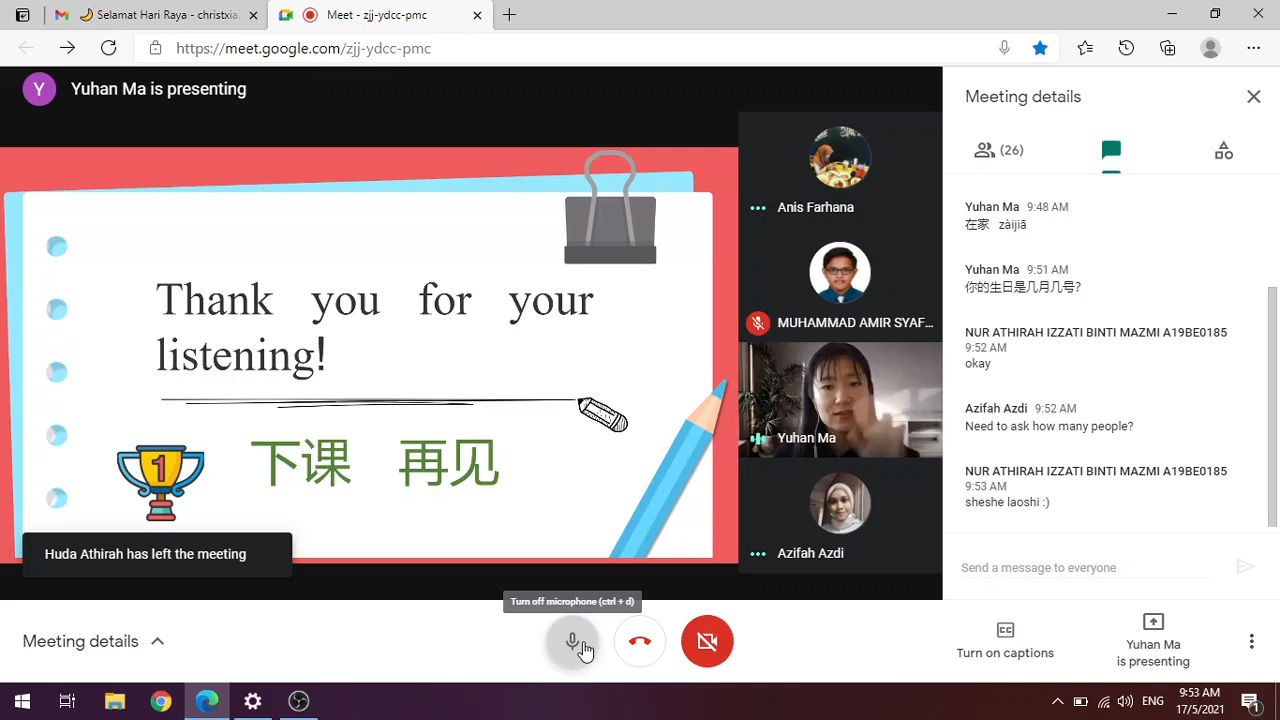 🌙 Selamat Hari Raya - christxia
Meet - zjj-ydcc-pmc
https://meet.google.com/zjj-ydcc-pmc
Y
Yuhan Ma is presenting
Thank you for your
listening!
1
下课 再见
Huda Athirah has left the meeting
Anis Farhana
MUHAMMAD AMIR SYAF...
Yuhan Ma
Azifah Azdi
Meeting details
(26)
Yuhan Ma 9:48 AM
在家 zàijiā
Yuhan Ma 9:51 AM
你的生日是几月几号?
NUR ATHIRAH IZZATI BINTI MAZMI A19BE0185
9:52 AM
okay
Azifah Azdi 9:52 AM
Need to ask how many people?
NUR ATHIRAH IZZATI BINTI MAZMI A19BE0185
9:53 AM
sheshe laoshi :)
Send a message to everyone
Turn off microphone (ctrl + d)
Meeting details
CC
Turn on captions
Yuhan Ma
is presenting
ENG
9:53 AM
17/5/2021
1